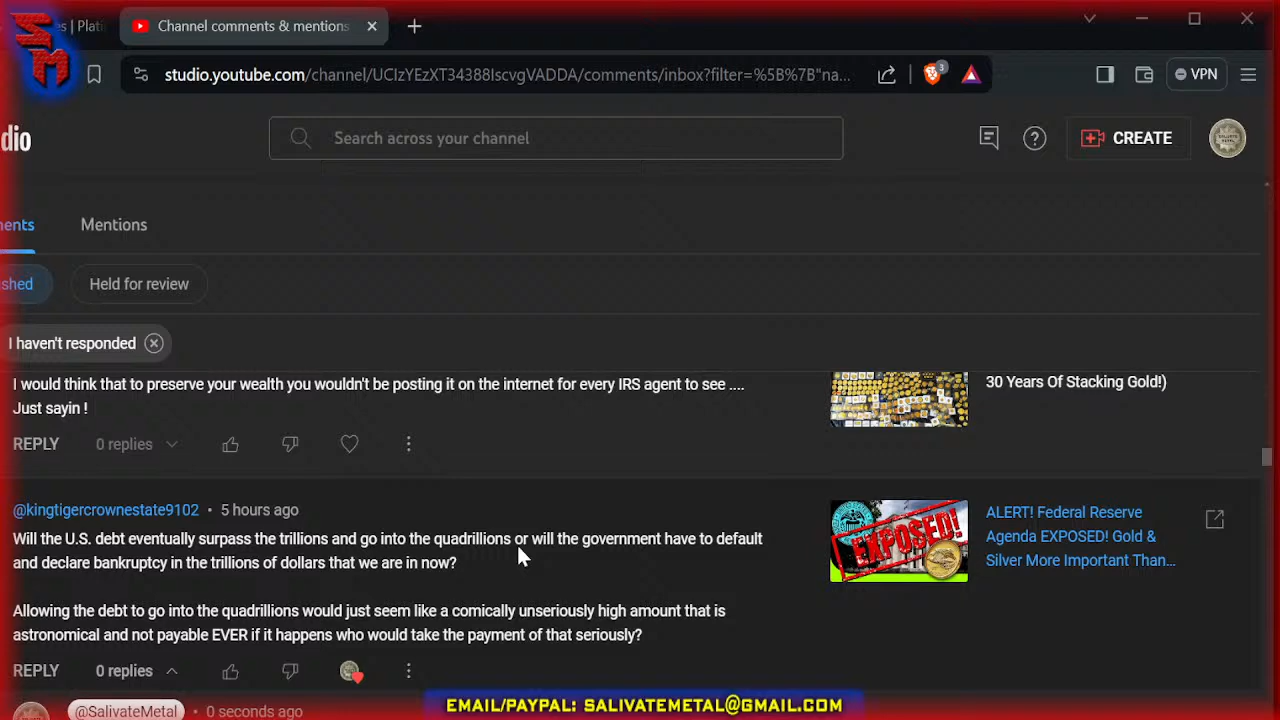 SM
es | Plati
Channel comments & mentions
studio.youtube.com/channel/UCIzYEzXT34388IscvgVADDA/comments/inbox?filter=%5B%7B"na...
3
VPN
dio
Search across your channel
CREATE
ents
Mentions
shed
Held for review
I haven't responded
I would think that to preserve your wealth you wouldn't be posting it on the internet for every IRS agent to see ....
Just sayin !
30 Years Of Stacking Gold!)
REPLY 0 replies
@kingtigercrownestate9102 • 5 hours ago
Will the U.S. debt eventually surpass the trillions and go into the quadrillions or will the government have to default
and declare bankruptcy in the trillions of dollars that we are in now?
Allowing the debt to go into the quadrillions would just seem like a comically unseriously high amount that is
astronomical and not payable EVER if it happens who would take the payment of that seriously?
EXPOSED!
ALERT! Federal Reserve
Agenda EXPOSED! Gold &
Silver More Important Than...
REPLY 0 replies
@SalivateMetal • 0 seconds ago
EMAIL/PAYPAL: SALIVATEMETAL@GMAIL.COM